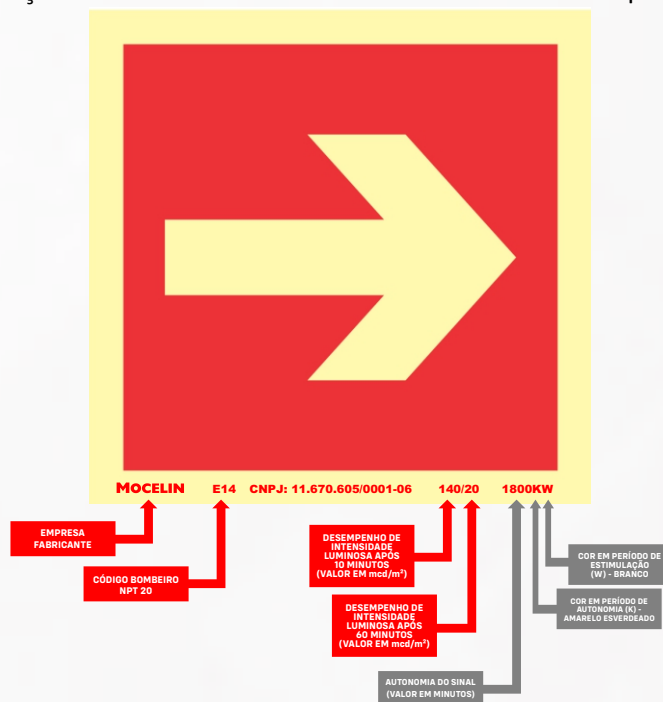 MOCELIN E14 CNPJ: 11.670.605/0001-06 140/20 1800KW
EMPRESA
FABRICANTE
CÓDIGO BOMBEIRO
NPT 20
DESEMPENHO DE
INTENSIDADE
LUMINOSA APÓS
10 MINUTOS
(VALOR EM mcd/m²)
DESEMPENHO DE
INTENSIDADE
LUMINOSA APÓS
60 MINUTOS
(VALOR EM mcd/m²)
AUTONOMIA DO SINAL
(VALOR EM MINUTOS)
COR EM PERÍODO DE
ESTIMULAÇÃO
(W) - BRANCO
COR EM PERÍODO DE
AUTONOMIA (K) -
AMARELO ESVERDEADO